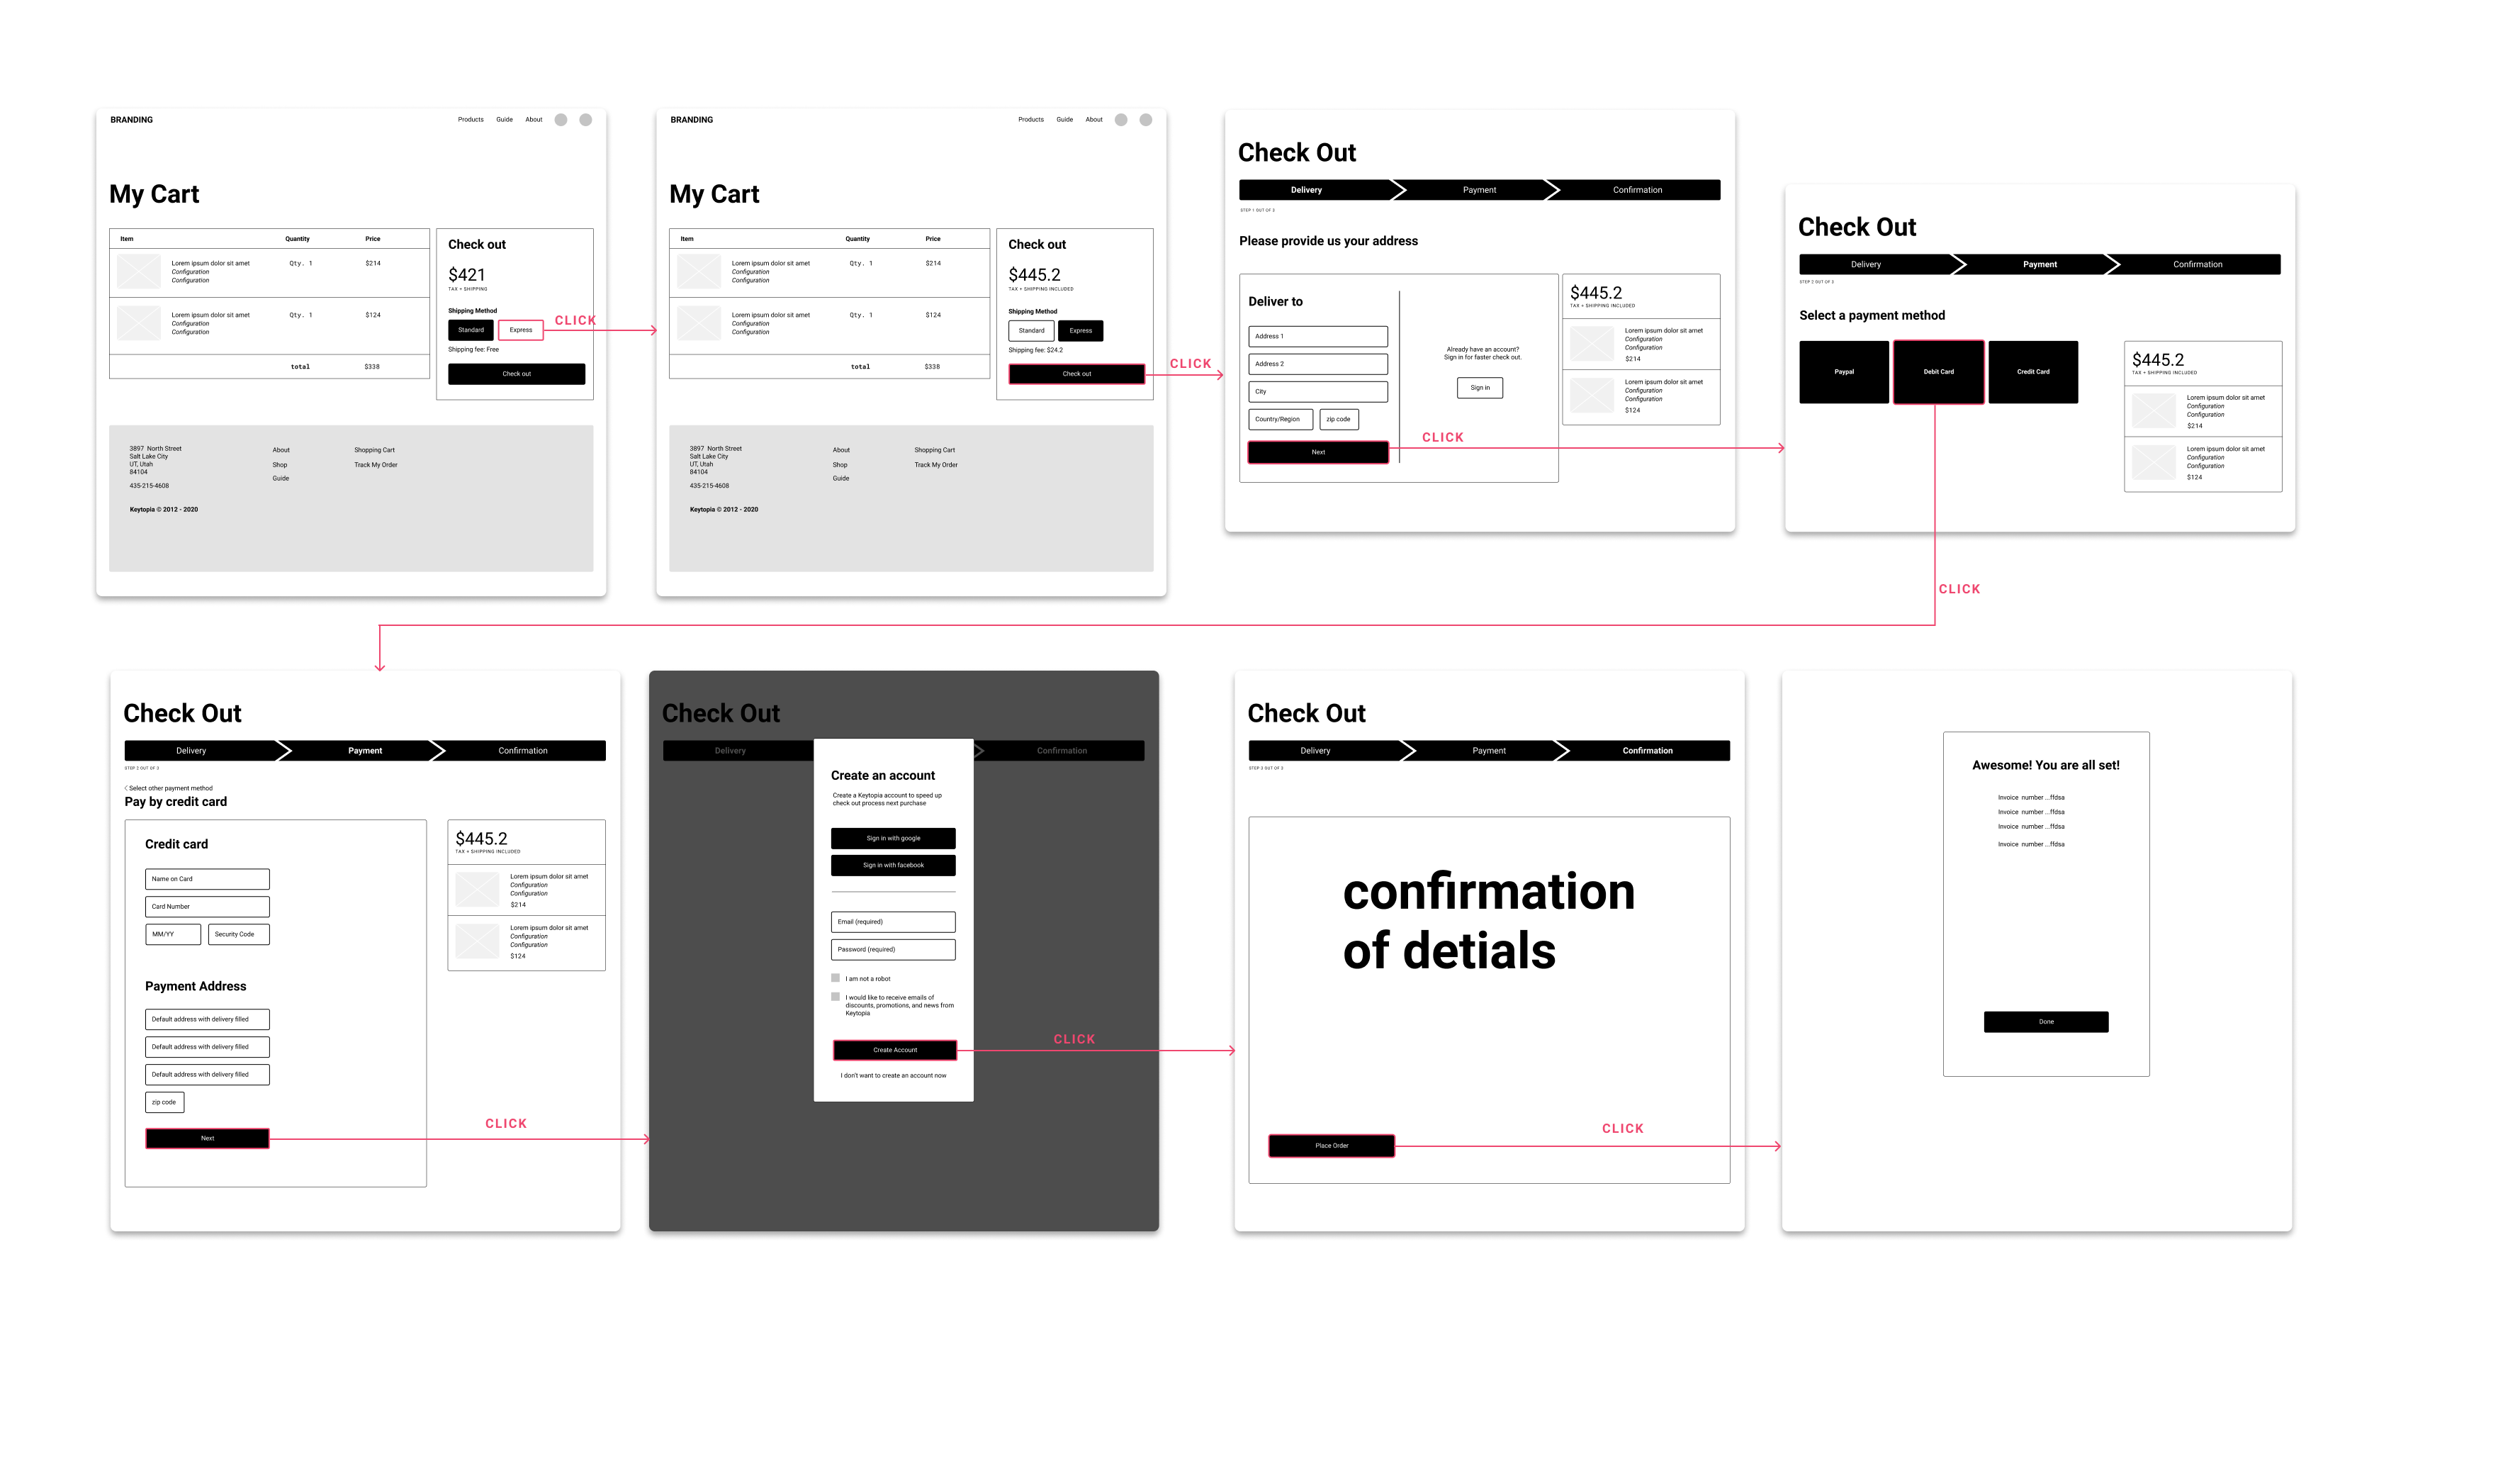 BRANDING
Products Guide About
My Cart
Item Quantity Price
Lorem ipsum dolor sit amet
Configuration
Configuration
Qty. 1
$214
Lorem ipsum dolor sit amet
Configuration
Configuration
Qty. 1
$124
total $338
Check out
$421
TAX + SHIPPING
Shipping Method
Standard Express
Shipping fee: Free
Check out
CLICK
3897 North Street
Salt Lake City
UT, Utah
84104
435-215-4608
Keytopia © 2012 - 2020
About
Shop
Guide
Shopping Cart
Track My Order
BRANDING
Products Guide About
My Cart
Item Quantity Price
Lorem ipsum dolor sit amet
Configuration
Configuration
Qty. 1
$214
Lorem ipsum dolor sit amet
Configuration
Configuration
Qty. 1
$124
total $338
Check out
$445.2
TAX + SHIPPING INCLUDED
Shipping Method
Standard Express
Shipping fee: $24.2
Check out
CLICK
3897 North Street
Salt Lake City
UT, Utah
84104
435-215-4608
Keytopia © 2012 - 2020
About
Shop
Guide
Shopping Cart
Track My Order
Check Out
Delivery Payment Confirmation
STEP 1 OUT OF 3
Please provide us your address
Deliver to
Address 1
Address 2
City
Country/Region zip code
Next
Already have an account?
Sign in for faster check out.
Sign in
$445.2
TAX + SHIPPING INCLUDED
Lorem ipsum dolor sit amet
Configuration
Configuration
$214
Lorem ipsum dolor sit amet
Configuration
Configuration
$124
CLICK
Check Out
Delivery Payment Confirmation
STEP 2 OUT OF 3
Select a payment method
Paypal Debit Card Credit Card
$445.2
TAX + SHIPPING INCLUDED
Lorem ipsum dolor sit amet
Configuration
Configuration
$214
Lorem ipsum dolor sit amet
Configuration
Configuration
$124
CLICK
Check Out
Delivery Payment Confirmation
STEP 2 OUT OF 3
Select other payment method
Pay by credit card
Credit card
Name on Card
Card Number
MM/YY Security Code
Payment Address
Default address with delivery filled
Default address with delivery filled
Default address with delivery filled
zip code
Next
$445.2
TAX + SHIPPING INCLUDED
Lorem ipsum dolor sit amet
Configuration
Configuration
$214
Lorem ipsum dolor sit amet
Configuration
Configuration
$124
CLICK
Check Out
Delivery Confirmation
Create an account
Create a Keytopia account to speed up
check out process next purchase
Sign in with google
Sign in with facebook
Email (required)
Password (required)
I am not a robot
I would like to receive emails of
discounts, promotions, and news from
Keytopia
Create Account
I don't want to create an account now
CLICK
Check Out
Delivery Payment Confirmation
STEP 3 OUT OF 3
confirmation
of detials
Place Order
CLICK
Awesome! You are all set!
Invoice number ...ffdsa
Invoice number ...ffdsa
Invoice number ...ffdsa
Invoice number ...ffdsa
Done